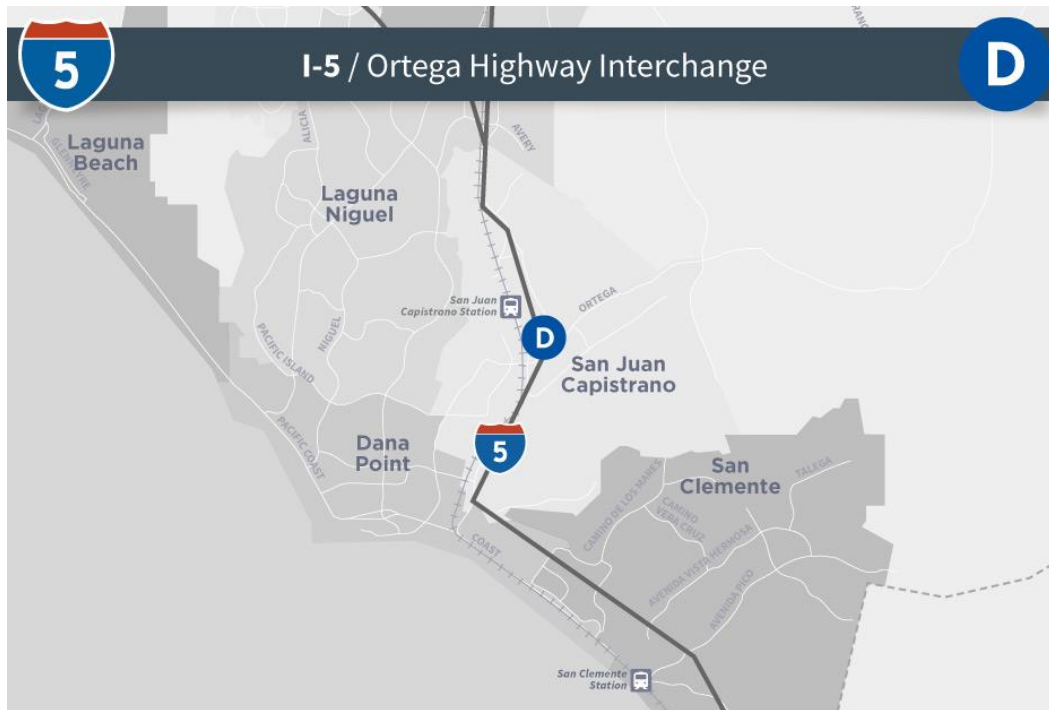 5
I-5 / Ortega Highway Interchange
D
Laguna
Beach
GLENNEYRE
ALICIA
AVERY
Laguna
Niguel
San Juan
Capistrano Station
ORTEGA
D
PACIFIC ISLAND
NIGUEL
San Juan
Capistrano
PACIFIC COAST
Dana
Point
5
San
Clemente
TALEGA
CAMINO DE LOS MARES
CAMINO
VERA CRUZ
COAST
AVENIDA VISTA HERMOSA
AVENIDA PICO
San Clemente
Station